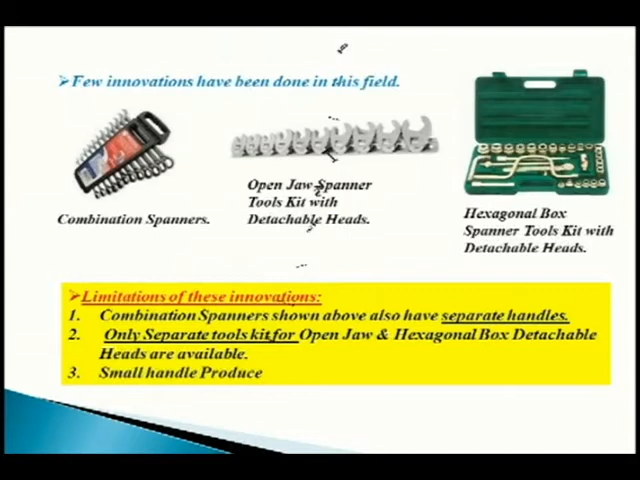 ➢Few innovations have been done in this field.
Combination Spanners.
Open Jaw Spanner
Tools Kit with
Detachable Heads.
Hexagonal Box
Spanner Tools Kit with
Detachable Heads.
➢Limitations of these innovations:
1. Combination Spanners shown above also have separate handles.
2. Only Separate tools kit for Open Jaw & Hexagonal Box Detachable
Heads are available.
3. Small handle Produce